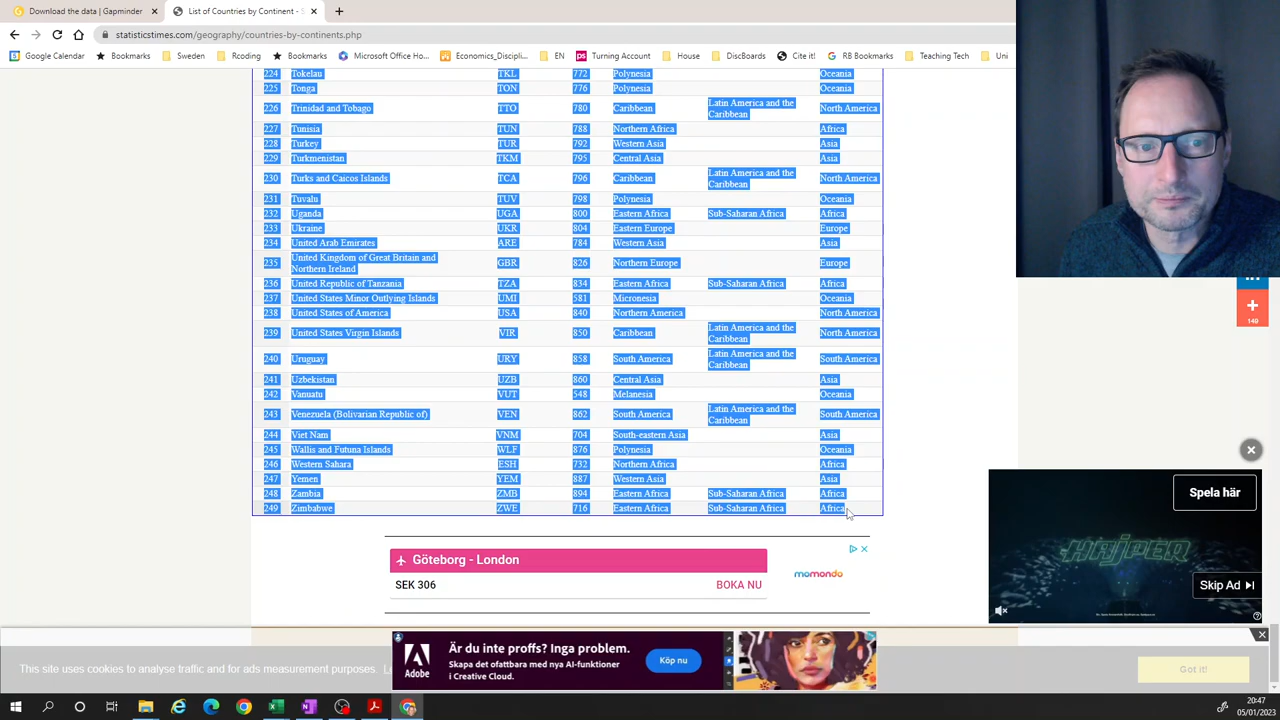 Download the data | Gapminder
List of Countries by Continent - S
statisticstimes.com/geography/countries-by-continents.php
Google Calendar
Bookmarks
Sweden
Rcoding
Bookmarks
Microsoft Office Ho...
Economics_Discipli...
EN
Turning Account
House
DiscBoards
Cite it!
RB Bookmarks
Teaching Tech
Uni
224 Tokelau TKL 772 Polynesia Oceania
225 Tonga TON 776 Polynesia Oceania
226 Trinidad and Tobago TTO 780 Caribbean Latin America and the Caribbean North America
227 Tunisia TUN 788 Northern Africa Africa
228 Turkey TUR 792 Western Asia Asia
229 Turkmenistan TKM 795 Central Asia Asia
230 Turks and Caicos Islands TCA 796 Caribbean Latin America and the Caribbean North America
231 Tuvalu TUV 798 Polynesia Oceania
232 Uganda UGA 800 Eastern Africa Sub-Saharan Africa Africa
233 Ukraine UKR 804 Eastern Europe Europe
234 United Arab Emirates ARE 784 Western Asia Asia
235 United Kingdom of Great Britain and Northern Ireland GBR 826 Northern Europe Europe
236 United Republic of Tanzania TZA 834 Eastern Africa Sub-Saharan Africa Africa
237 United States Minor Outlying Islands UMI 581 Micronesia Oceania
238 United States of America USA 840 Northern America North America
239 United States Virgin Islands VIR 850 Caribbean Latin America and the Caribbean North America
240 Uruguay URY 858 South America Latin America and the Caribbean South America
241 Uzbekistan UZB 860 Central Asia Asia
242 Vanuatu VUT 548 Melanesia Oceania
243 Venezuela (Bolivarian Republic of) VEN 862 South America Latin America and the Caribbean South America
244 Viet Nam VNM 704 South-eastern Asia Asia
245 Wallis and Futuna Islands WLF 876 Polynesia Oceania
246 Western Sahara ESH 732 Northern Africa Africa
247 Yemen YEM 887 Western Asia Asia
248 Zambia ZMB 894 Eastern Africa Sub-Saharan Africa Africa
249 Zimbabwe ZWE 716 Eastern Africa Sub-Saharan Africa Africa
149
Spela här
HAJPER
Skip Ad
Göteborg - London
SEK 306
BOKA NU
momondo
Adobe
Är du inte proffs? Inga problem.
Skapa det ofattbara med nya AI-funktioner
i Creative Cloud.
Köp nu
This site uses cookies to analyse traffic and for ads measurement purposes.
Got it!
20:47
05/01/2023